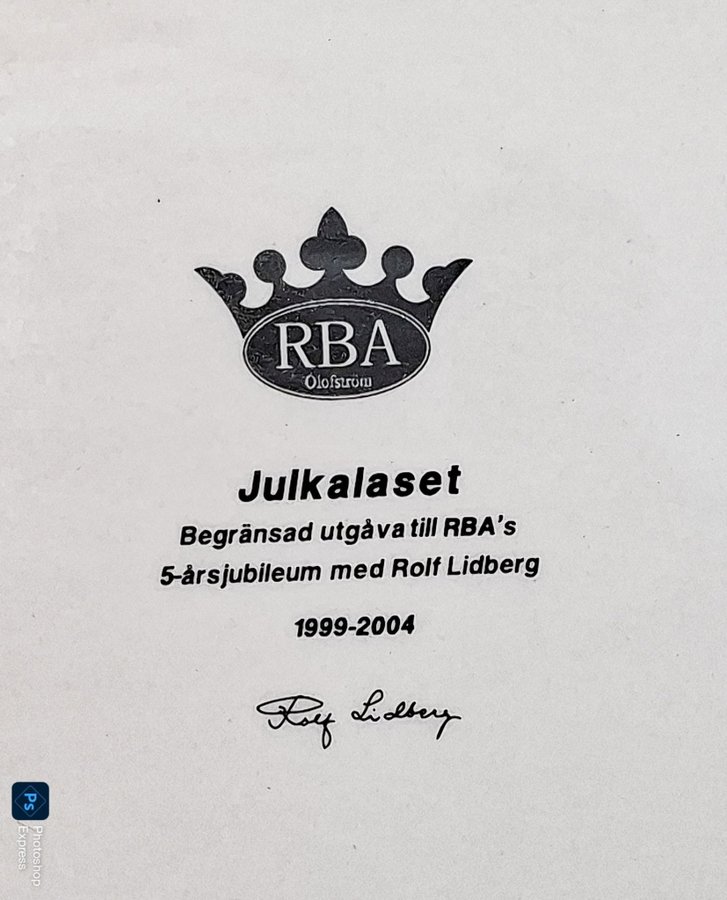 RBA
Olofström
Julkalaset
Begränsad utgåva till RBA's
5-årsjubileum med Rolf Lidberg
1999-2004
Rolf Lidberg
Ps
Photoshop
Express